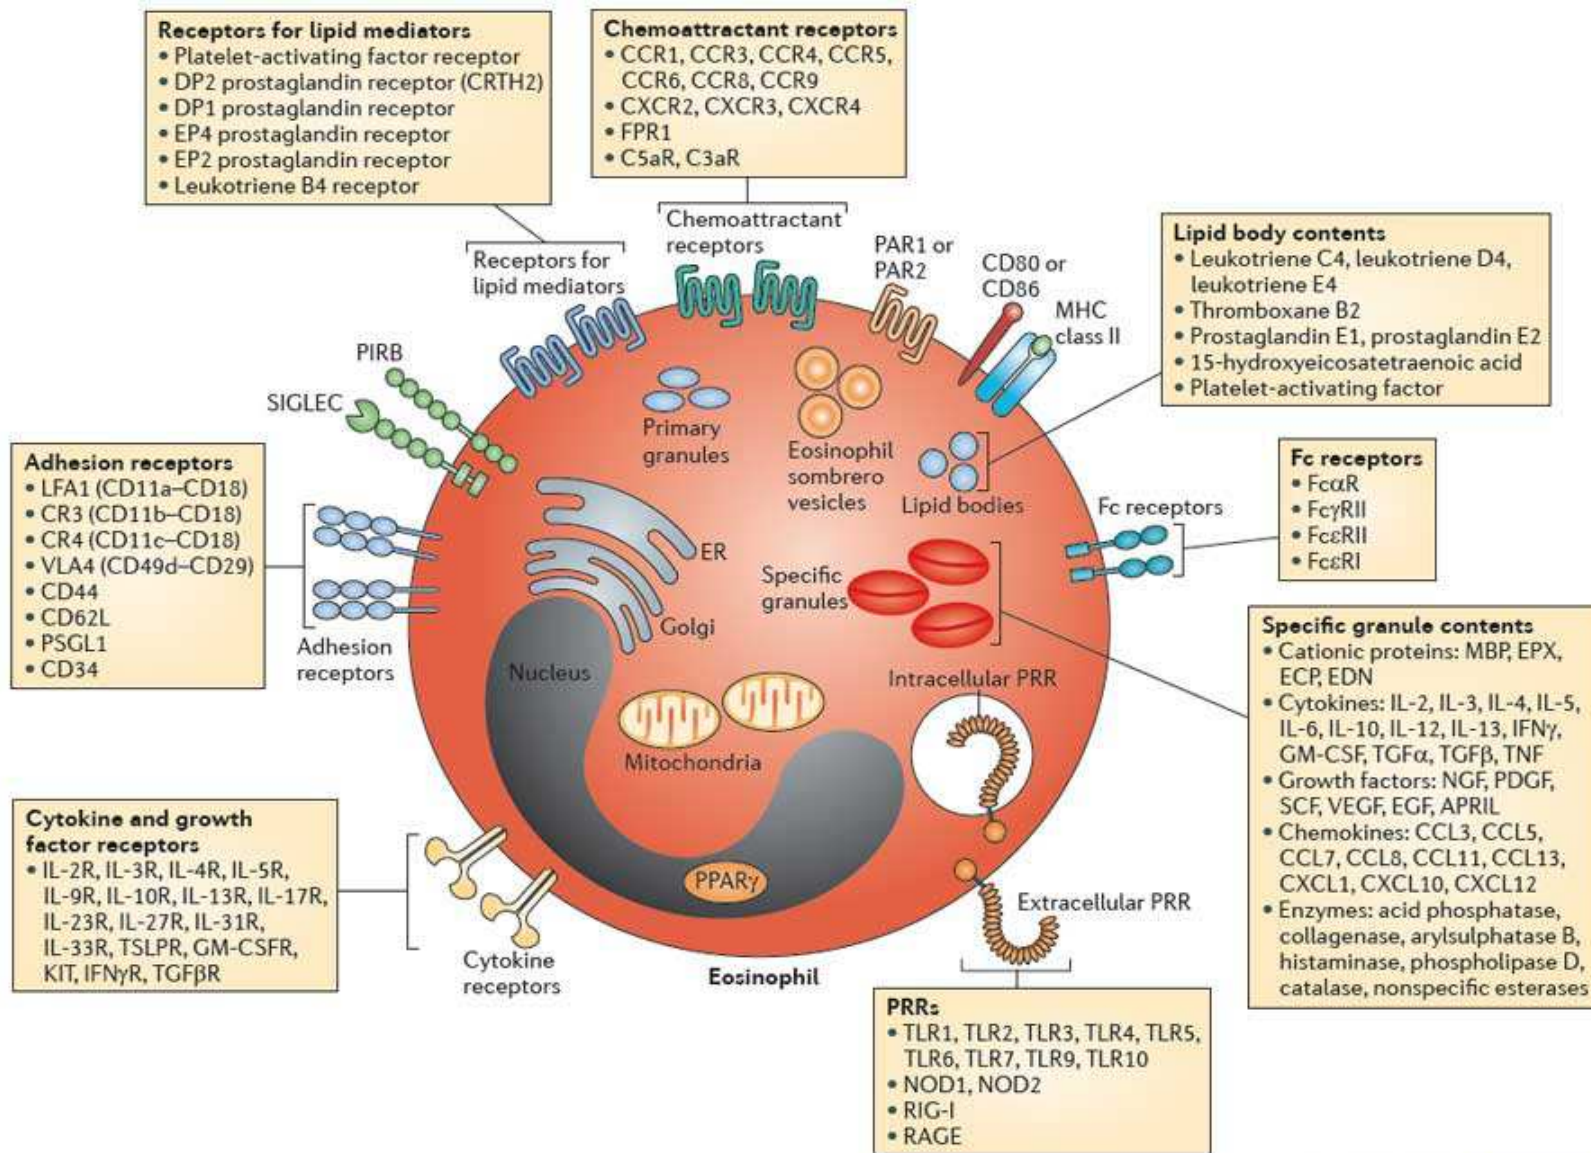 Receptors for lipid mediators
• Platelet-activating factor receptor
• DP2 prostaglandin receptor (CRTH2)
• DP1 prostaglandin receptor
• EP4 prostaglandin receptor
• EP2 prostaglandin receptor
• Leukotriene B4 receptor
Chemoattractant receptors
• CCR1, CCR3, CCR4, CCR5,
CCR6, CCR8, CCR9
• CXCR2, CXCR3, CXCR4
• FPR1
• C5aR, C3aR
Chemoattractant
receptors
Receptors for
lipid mediators
PAR1 or
PAR2
CD80 or
CD86
MHC
class II
Lipid body contents
• Leukotriene C4, leukotriene D4,
leukotriene E4
• Thromboxane B2
• Prostaglandin E1, prostaglandin E2
• 15-hydroxyeicosatetraenoic acid
• Platelet-activating factor
PIRB
SIGLEC
Primary
granules
Eosinophil
sombrero
vesicles
Lipid bodies
Adhesion receptors
• LFA1 (CD11a–CD18)
• CR3 (CD11b–CD18)
• CR4 (CD11c–CD18)
• VLA4 (CD49d–CD29)
• CD44
• CD62L
• PSGL1
• CD34
Adhesion
receptors
Fc receptors
Fc receptors
• FcαR
• FcγRII
• FcεRII
• FcεRI
ER
Golgi
Specific
granules
Nucleus
Mitochondria
Intracellular PRR
Specific granule contents
• Cationic proteins: MBP, EPX,
ECP, EDN
• Cytokines: IL-2, IL-3, IL-4, IL-5,
IL-6, IL-10, IL-12, IL-13, IFNγ,
GM-CSF, TGFα, TGFβ, TNF
• Growth factors: NGF, PDGF,
SCF, VEGF, EGF, APRIL
• Chemokines: CCL3, CCL5,
CCL7, CCL8, CCL11, CCL13,
CXCL1, CXCL10, CXCL12
• Enzymes: acid phosphatase,
collagenase, arylsulphatase B,
histaminase, phospholipase D,
catalase, nonspecific esterases
Cytokine and growth
factor receptors
• IL-2R, IL-3R, IL-4R, IL-5R,
IL-9R, IL-10R, IL-13R, IL-17R,
IL-23R, IL-27R, IL-31R,
IL-33R, TSLPR, GM-CSFR,
KIT, IFNγR, TGFβR
Cytokine
receptors
PPARγ
Extracellular PRR
Eosinophil
PRRs
• TLR1, TLR2, TLR3, TLR4, TLR5,
TLR6, TLR7, TLR9, TLR10
• NOD1, NOD2
• RIG-I
• RAGE